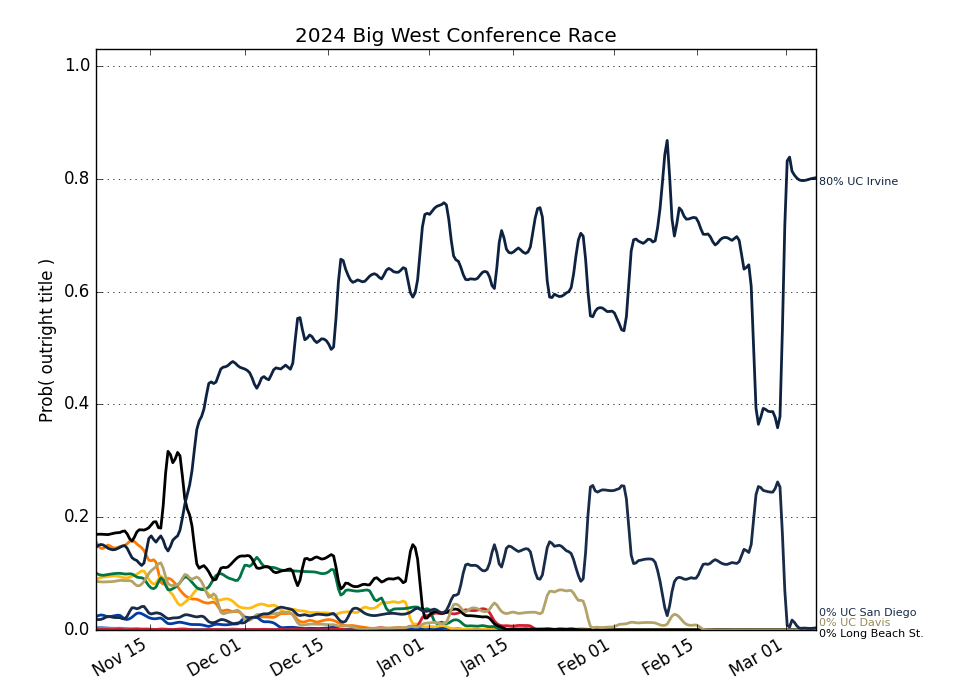 2024 Big West Conference Race
Prob( outright title )
1.0
0.8
0.6
0.4
0.2
0.0
80% UC Irvine
0% UC San Diego
0% UC Davis
0% Long Beach St.
Nov 15
Dec 01
Dec 15
Jan 01
Jan 15
Feb 01
Feb 15
Mar 01